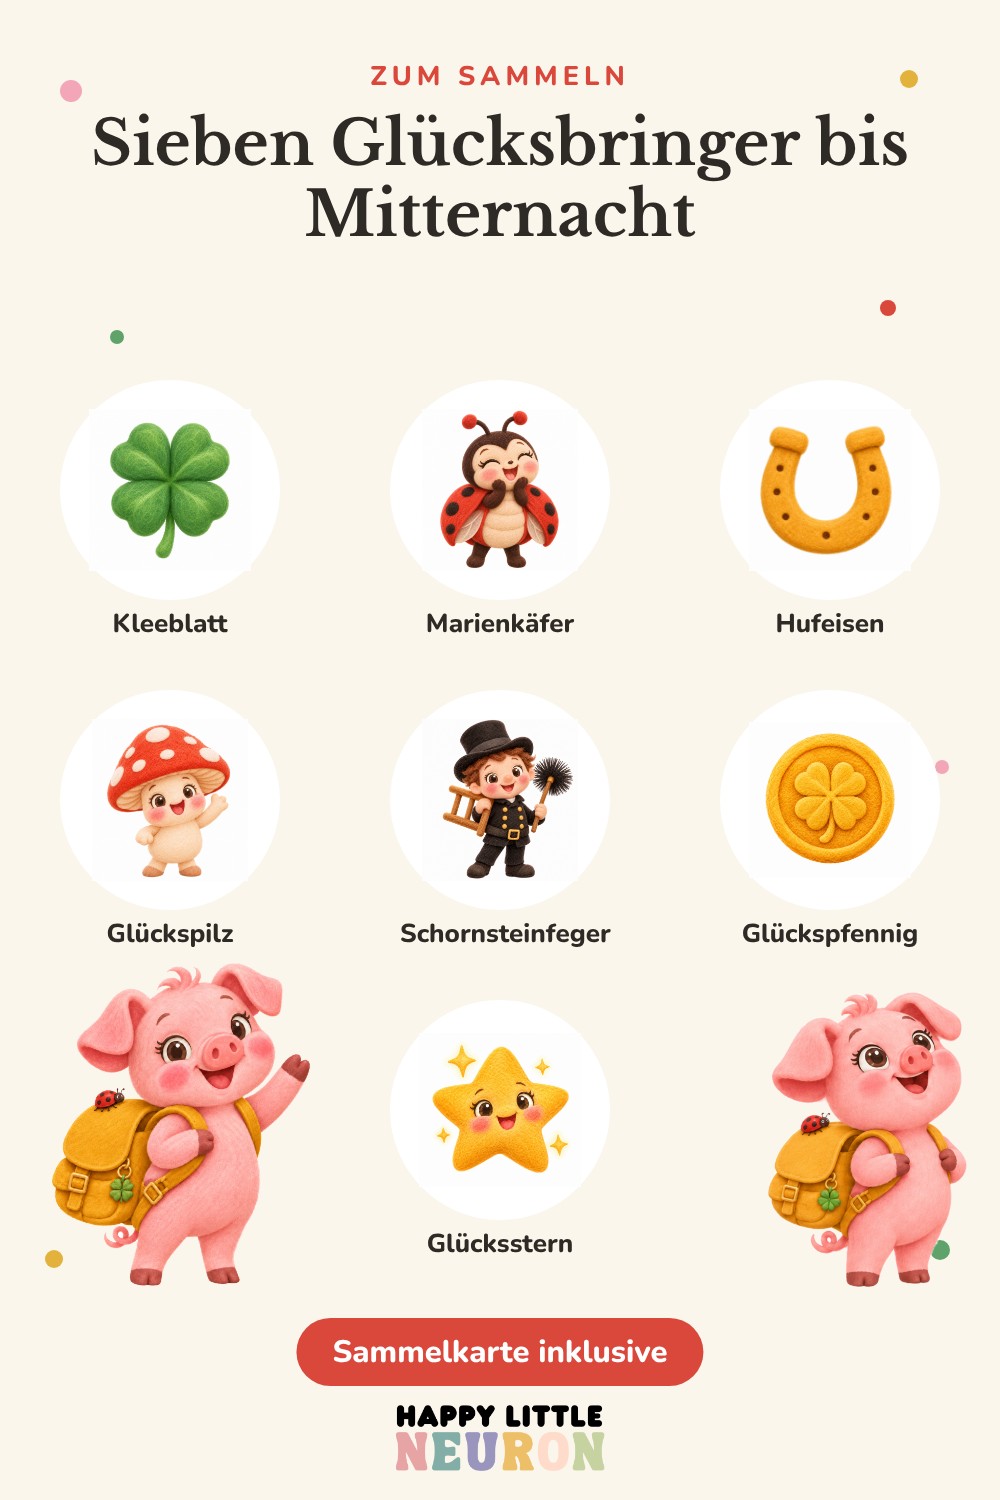 ZUM SAMMELN
Sieben Glücksbringer bis
Mitternacht
Kleeblatt
Marienkäfer
Hufeisen
Glückspilz
Schornsteinfeger
Glückspfennig
Glücksstern
Sammelkarte inklusive
HAPPY LITTLE
NEURON